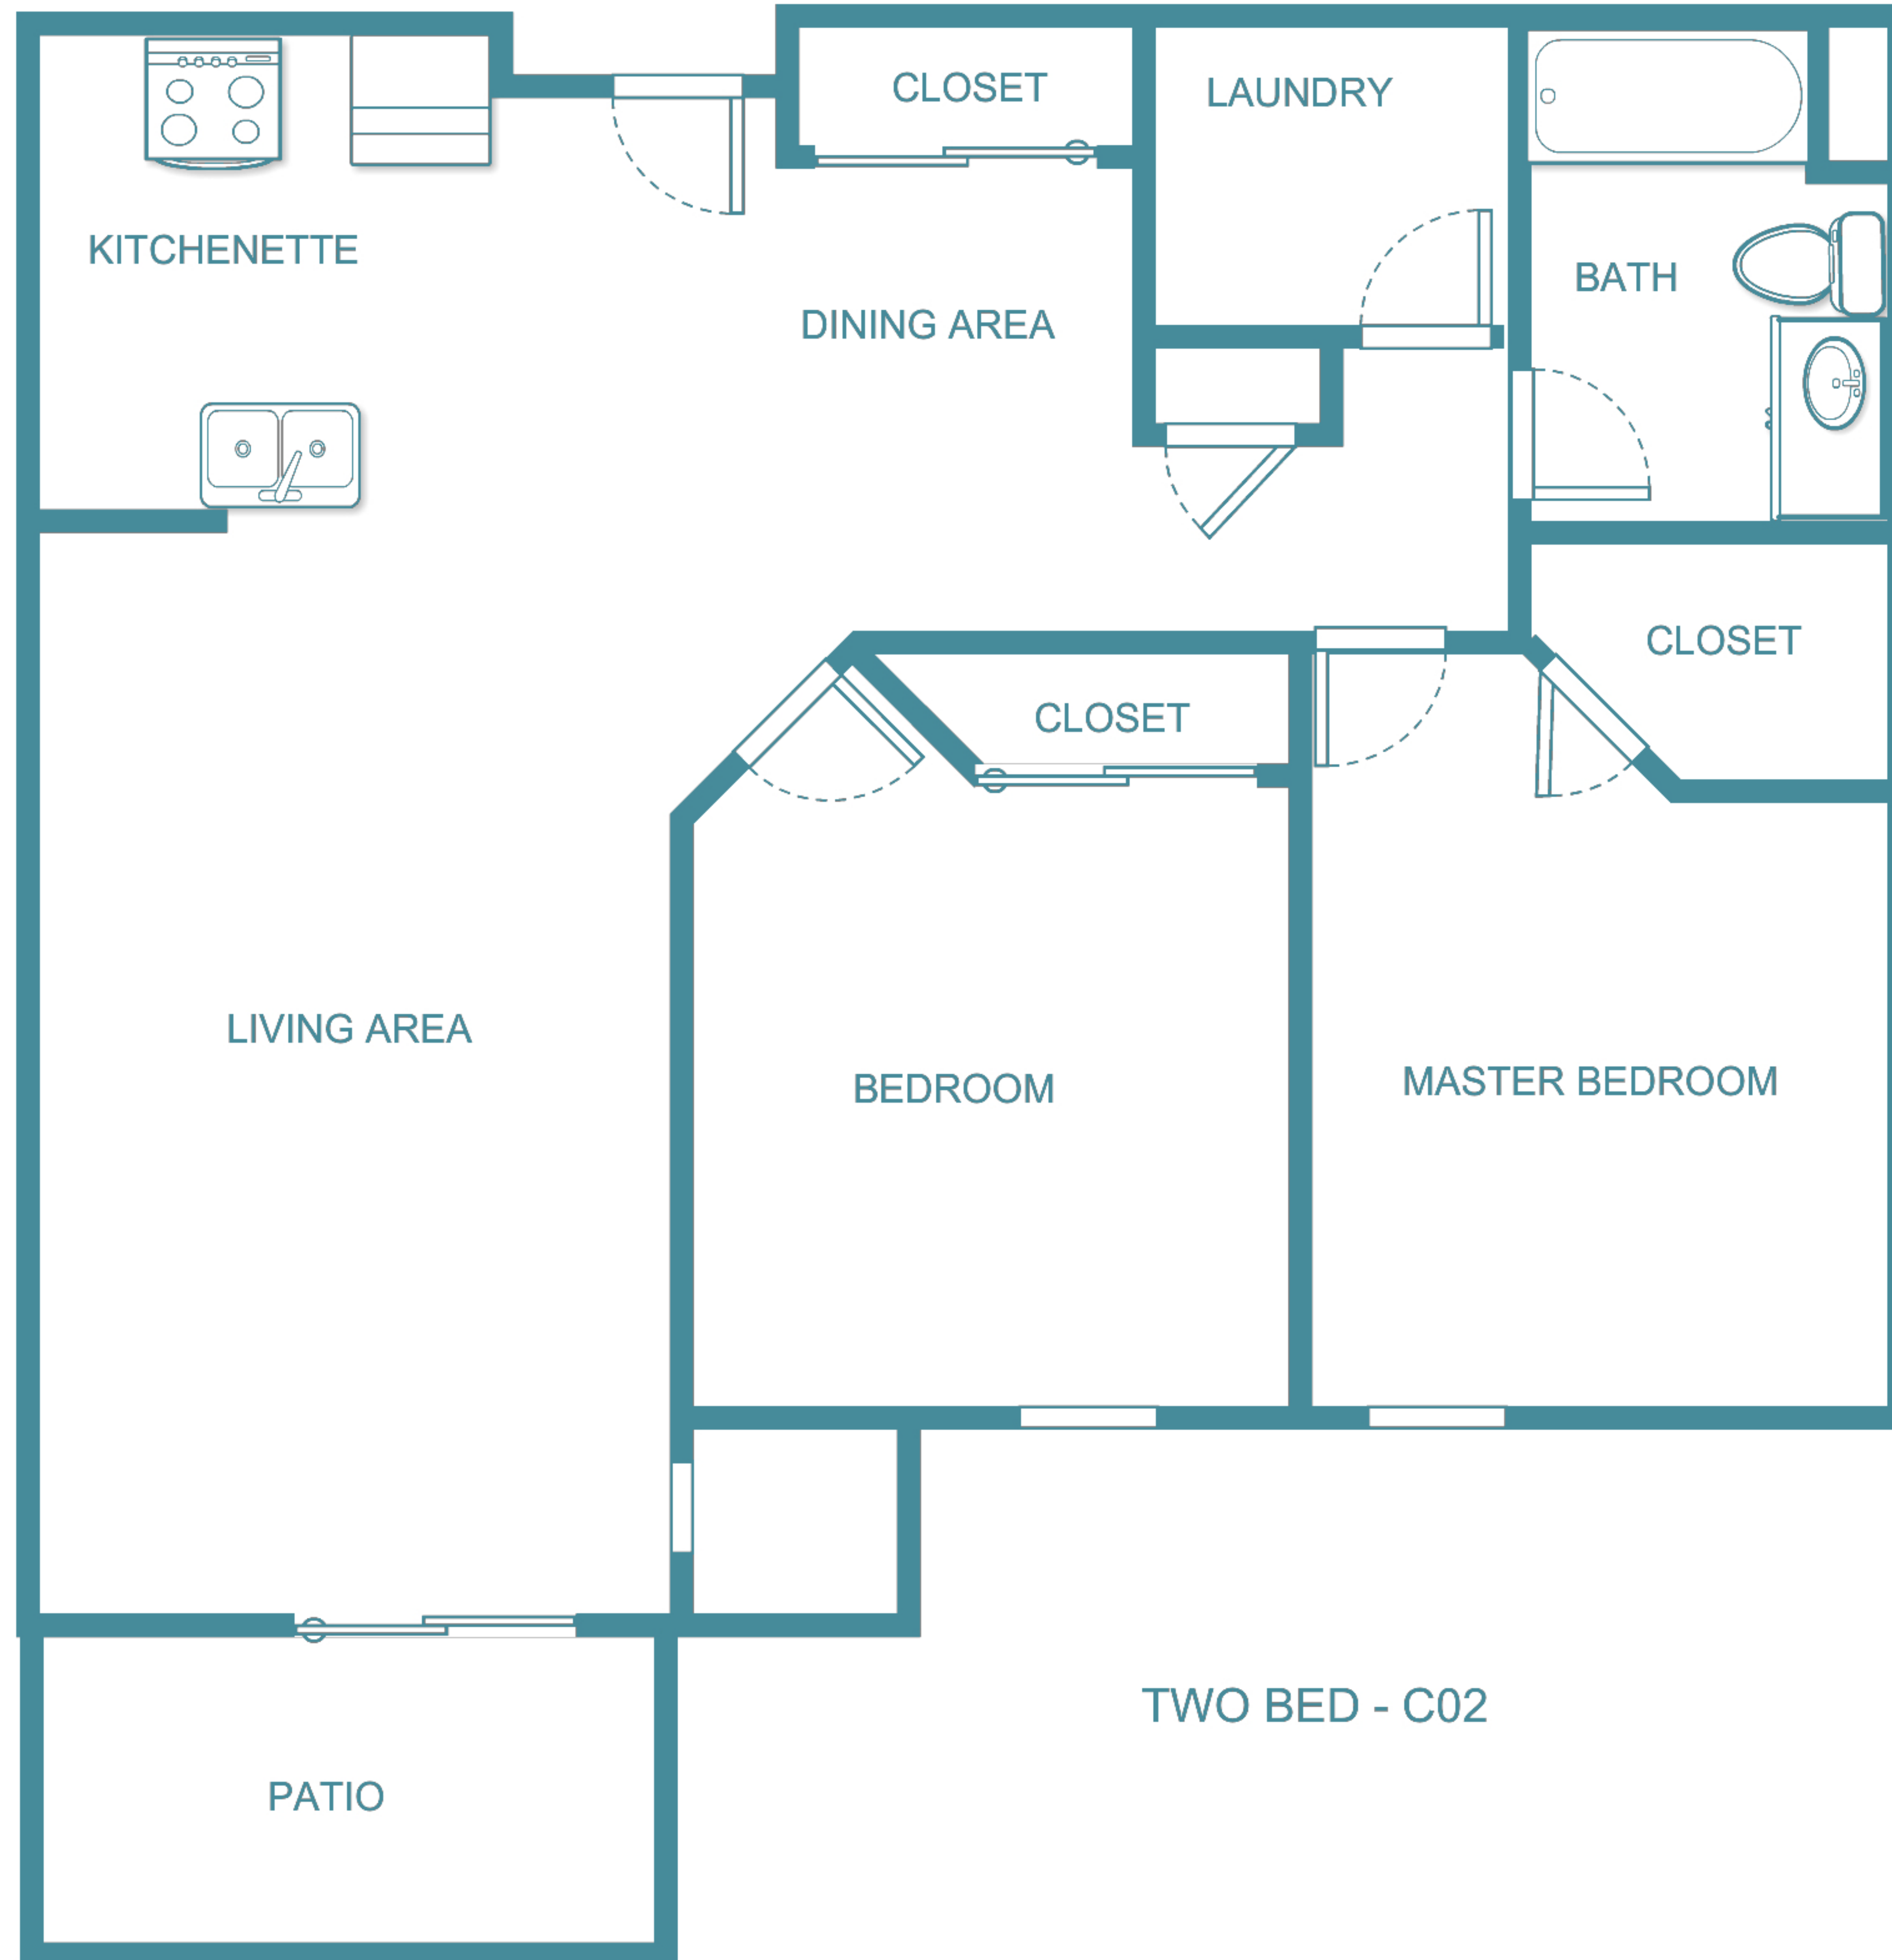 CLOSET
LAUNDRY
KITCHENETTE
BATH
DINING AREA
CLOSET
CLOSET
LIVING AREA
BEDROOM
MASTER BEDROOM
TWO BED - C02
PATIO